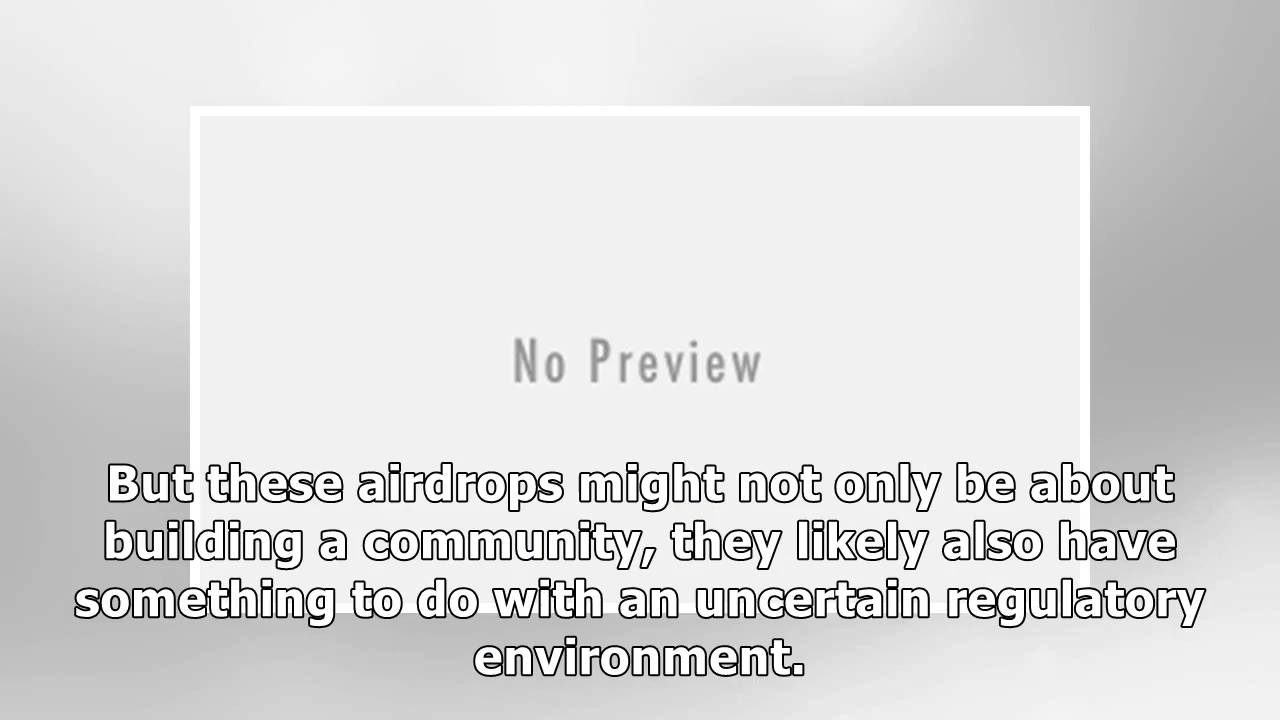 No Preview
But these airdrops might not only be about
building a community, they likely also have
something to do with an uncertain regulatory
environment.